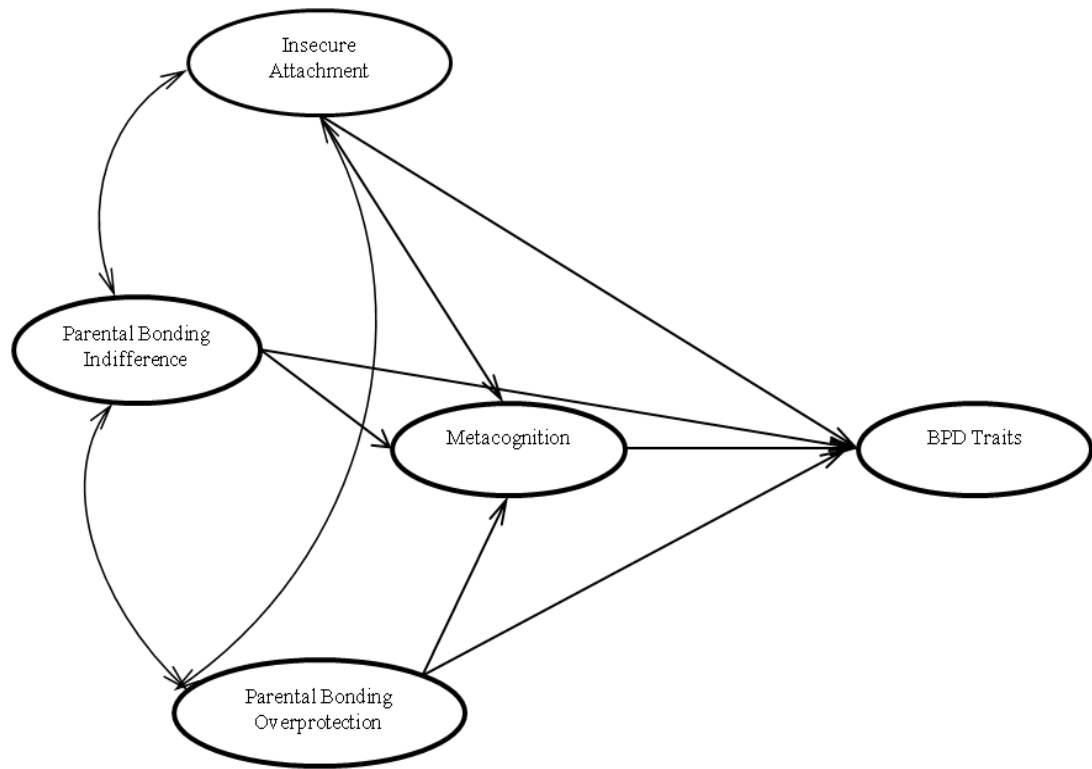 Insecure
Attachment
Parental Bonding
Indifference
Metacognition
BPD Traits
Parental Bonding
Overprotection